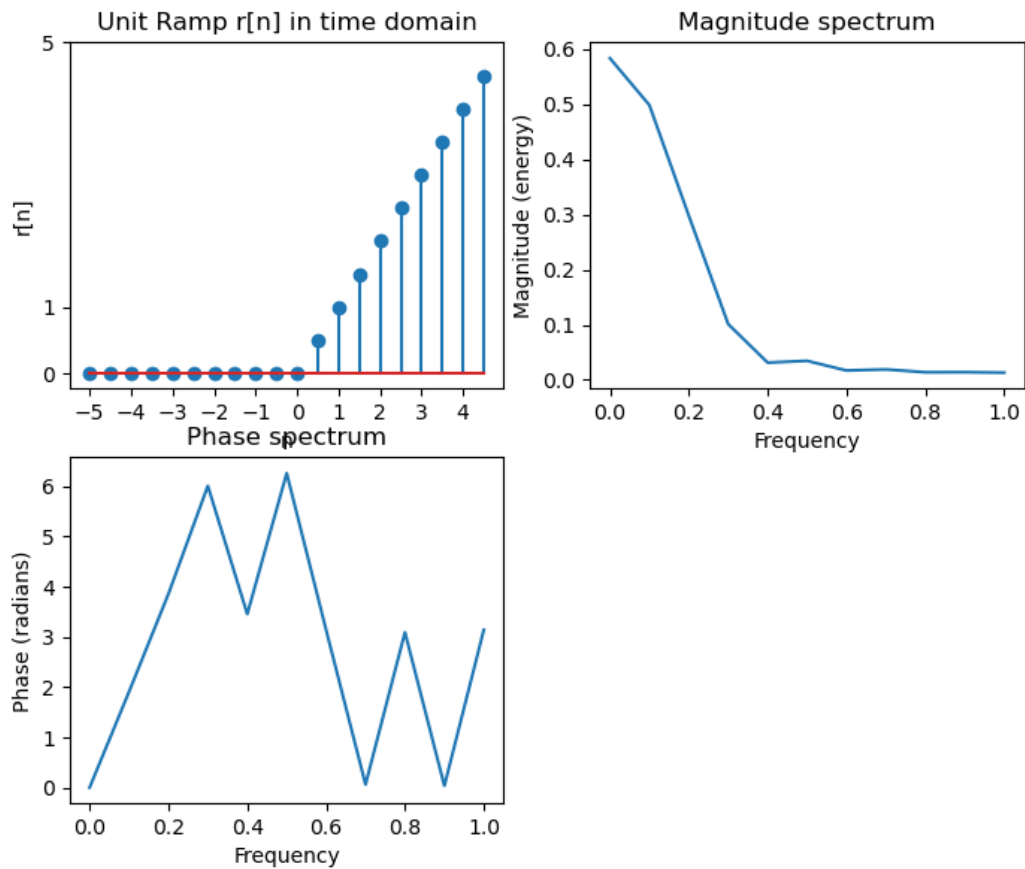 Unit Ramp r[n] in time domain
5
1
0
r[n]
−5 −4 −3 −2 −1 0 1 2 3 4
n
Magnitude spectrum
0.6
0.5
0.4
0.3
0.2
0.1
0.0
Magnitude (energy)
0.0 0.2 0.4 0.6 0.8 1.0
Frequency
Phase spectrum
6
5
4
3
2
1
0
Phase (radians)
0.0 0.2 0.4 0.6 0.8 1.0
Frequency